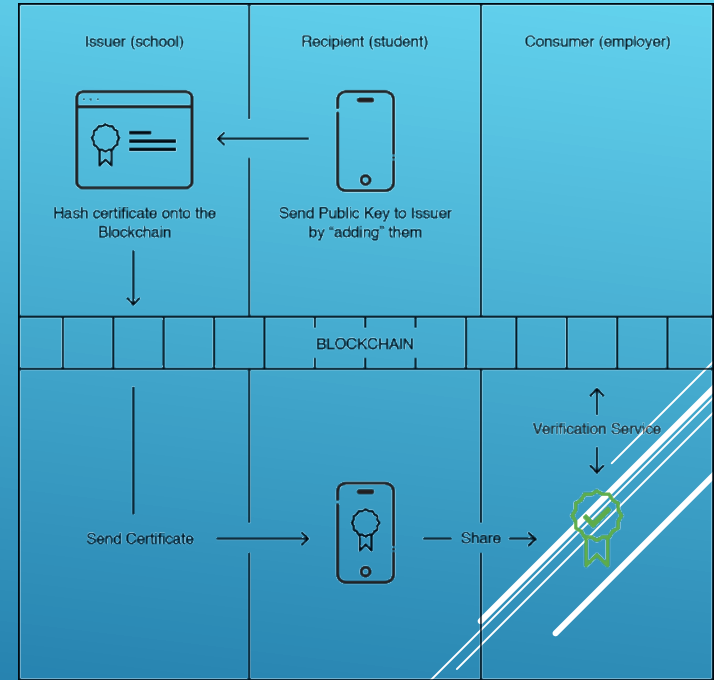 Issuer (school)
Recipient (student)
Consumer (employer)
Hash certificate onto the
Blockchain
Send Public Key to Issuer
by “adding” them
BLOCKCHAIN
Verification Service
Send Certificate
Share